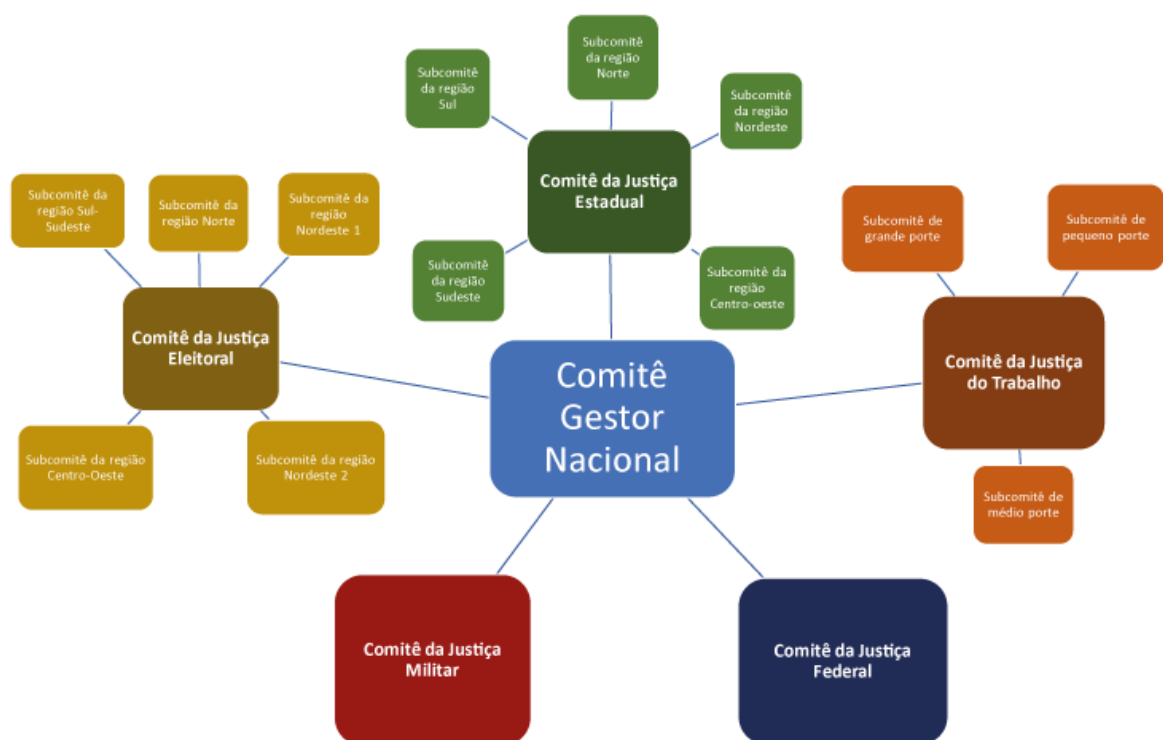 Subcomitê
da região
Norte
Subcomitê
da região
Sul
Subcomitê
da região
Nordeste
Comitê da Justiça
Estadual
Subcomitê
da região
Sudeste
Subcomitê da
região
Centro-oeste
Subcomitê da
região Sul-
Sudeste
Subcomitê da
região Norte
Subcomitê da
região
Nordeste 1
Comitê da Justiça
Eleitoral
Subcomitê da região
Centro-Oeste
Subcomitê da região
Nordeste 2
Comitê
Gestor
Nacional
Subcomitê de
grande porte
Subcomitê de
pequeno porte
Comitê da Justiça
do Trabalho
Subcomitê de
médio porte
Comitê da Justiça
Militar
Comitê da Justiça
Federal